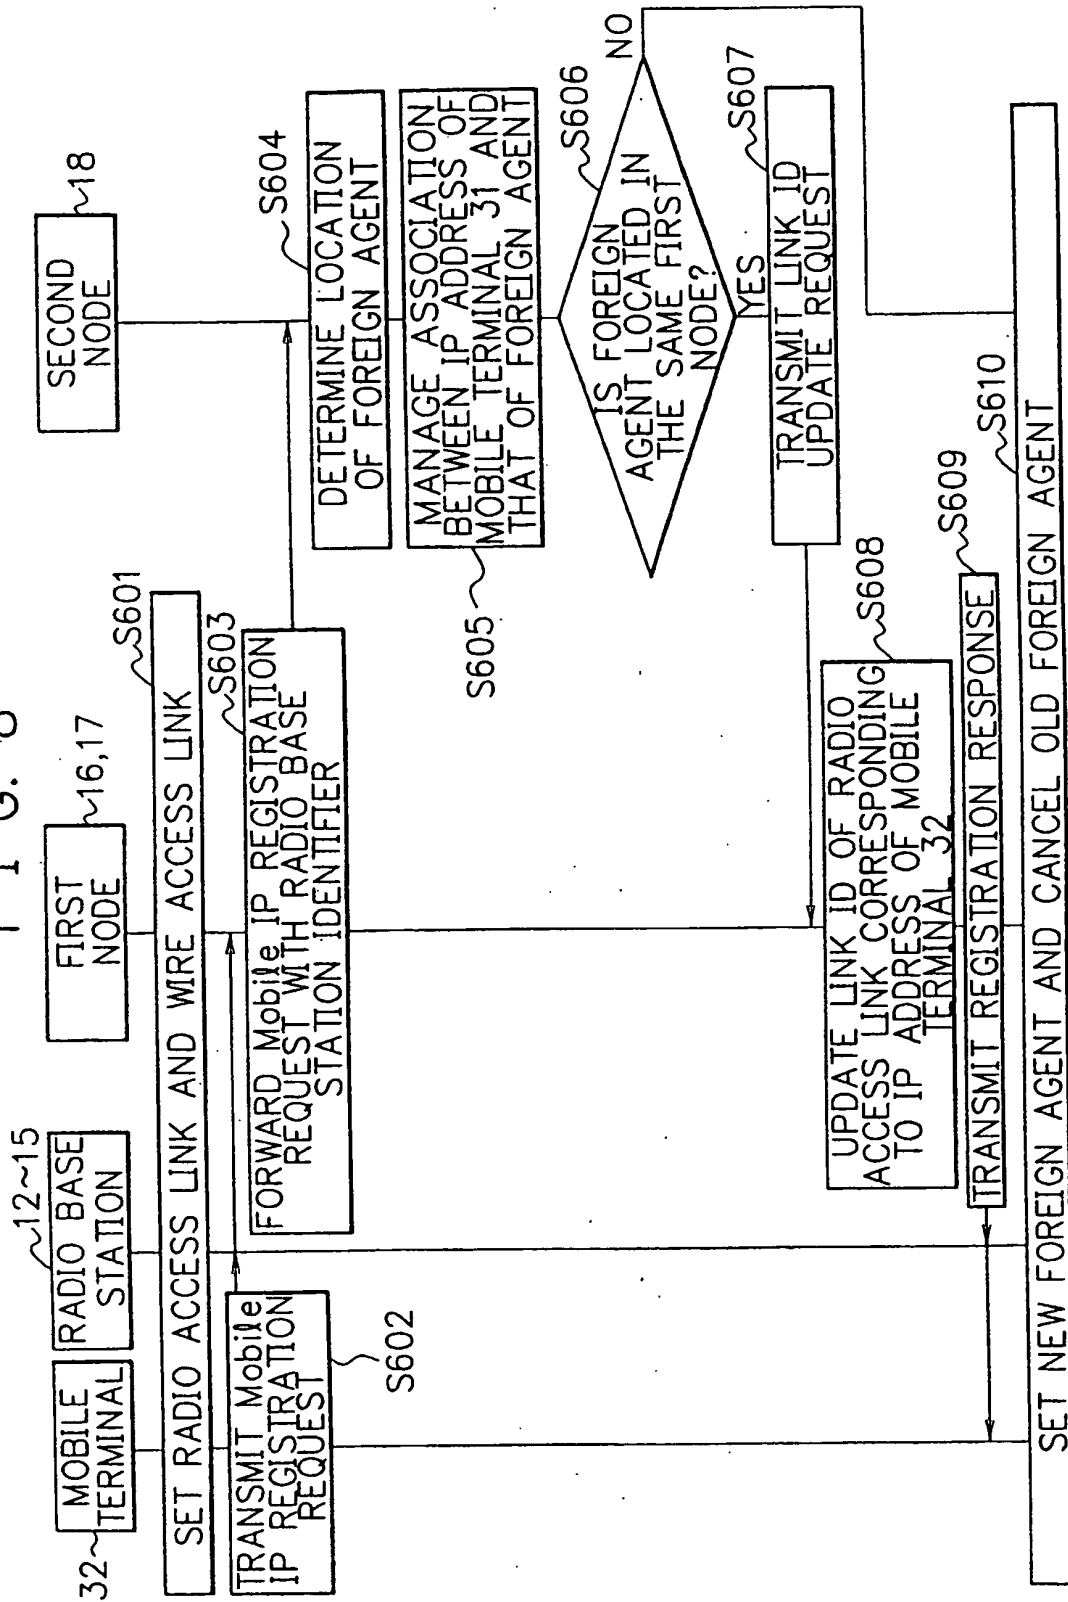 F I G. 6
MOBILE
TERMINAL
32
RADIO BASE
STATION
12~15
FIRST
NODE
16,17
SECOND
NODE
18
SET RADIO ACCESS LINK AND WIRE ACCESS LINK
S601
TRANSMIT Mobile
IP REGISTRATION
REQUEST
S602
FORWARD Mobile IP REGISTRATION
REQUEST WITH RADIO BASE
STATION IDENTIFIER
S603
DETERMINE LOCATION
OF FOREIGN AGENT
S604
MANAGE ASSOCIATION
BETWEEN IP ADDRESS OF
MOBILE TERMINAL 31 AND
THAT OF FOREIGN AGENT
S605
IS FOREIGN
AGENT LOCATED IN
THE SAME FIRST
NODE?
S606
NO
YES
TRANSMIT LINK ID
UPDATE REQUEST
S607
UPDATE LINK ID OF RADIO
ACCESS LINK CORRESPONDING
TO IP ADDRESS OF MOBILE
TERMINAL 32
S608
TRANSMIT REGISTRATION RESPONSE
S609
SET NEW FOREIGN AGENT AND CANCEL OLD FOREIGN AGENT
S610